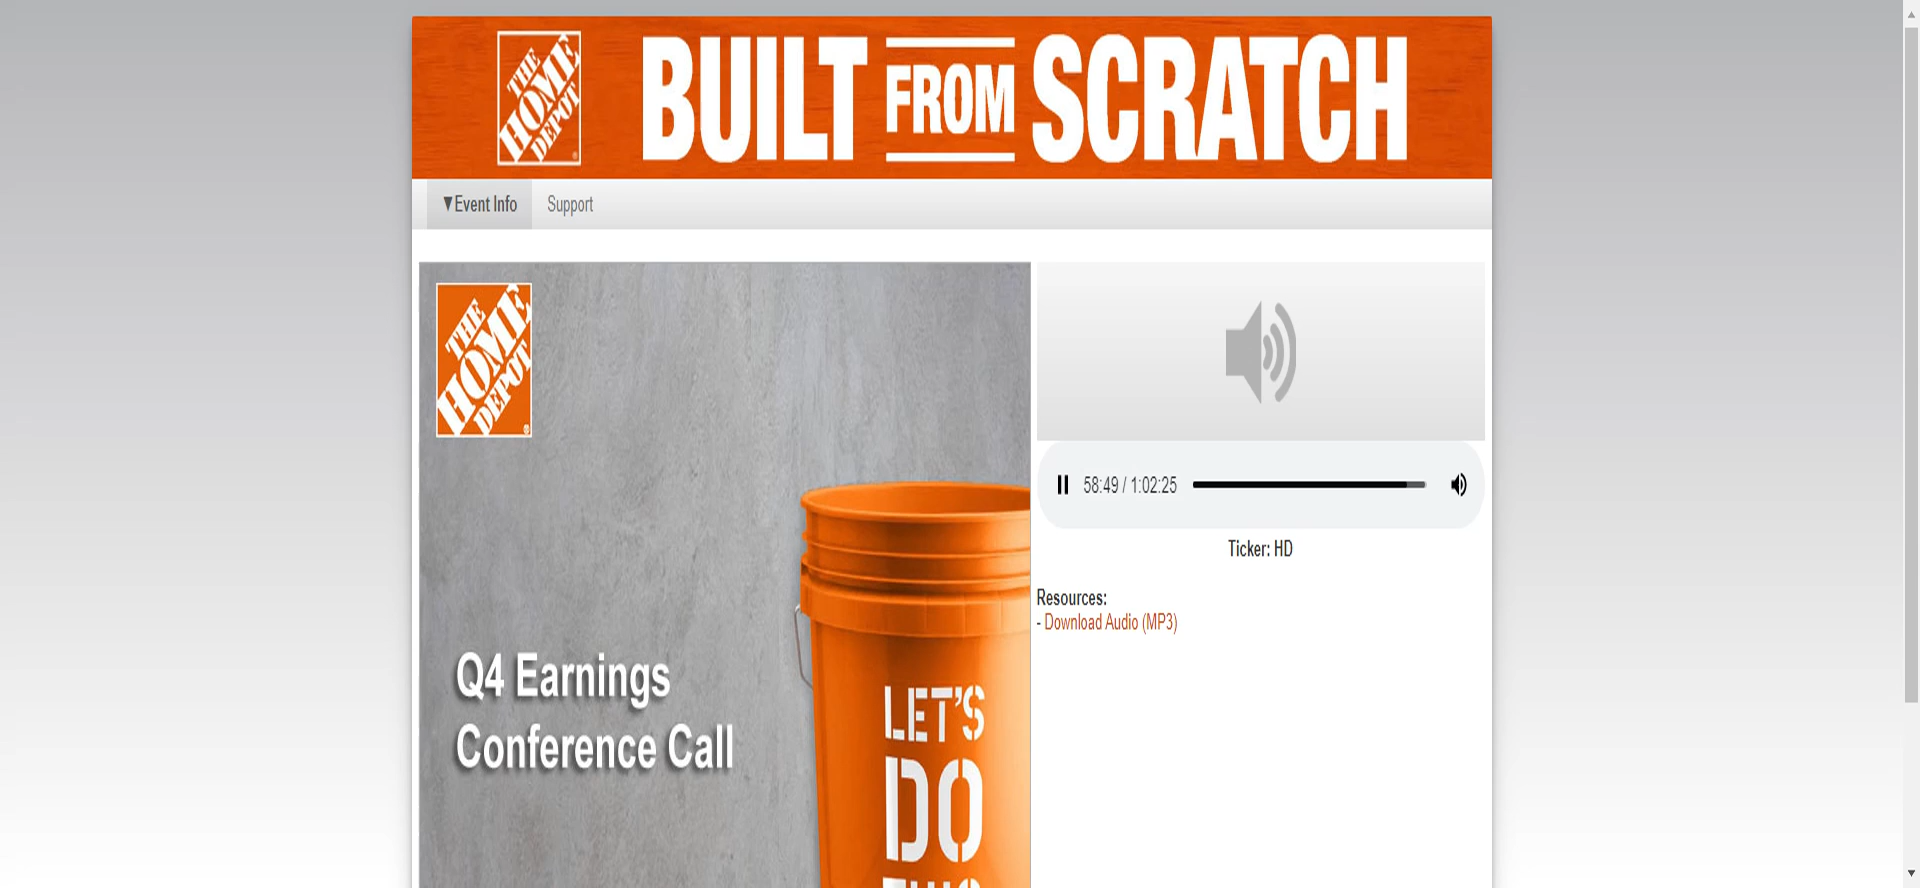 THE
HOME
DEPOT
BUILT FROM SCRATCH
▼Event Info
Support
THE
HOME
DEPOT
®
Q4 Earnings
Conference Call
LET'S
DO
58:49 / 1:02:25
Ticker: HD
Resources:
- Download Audio (MP3)